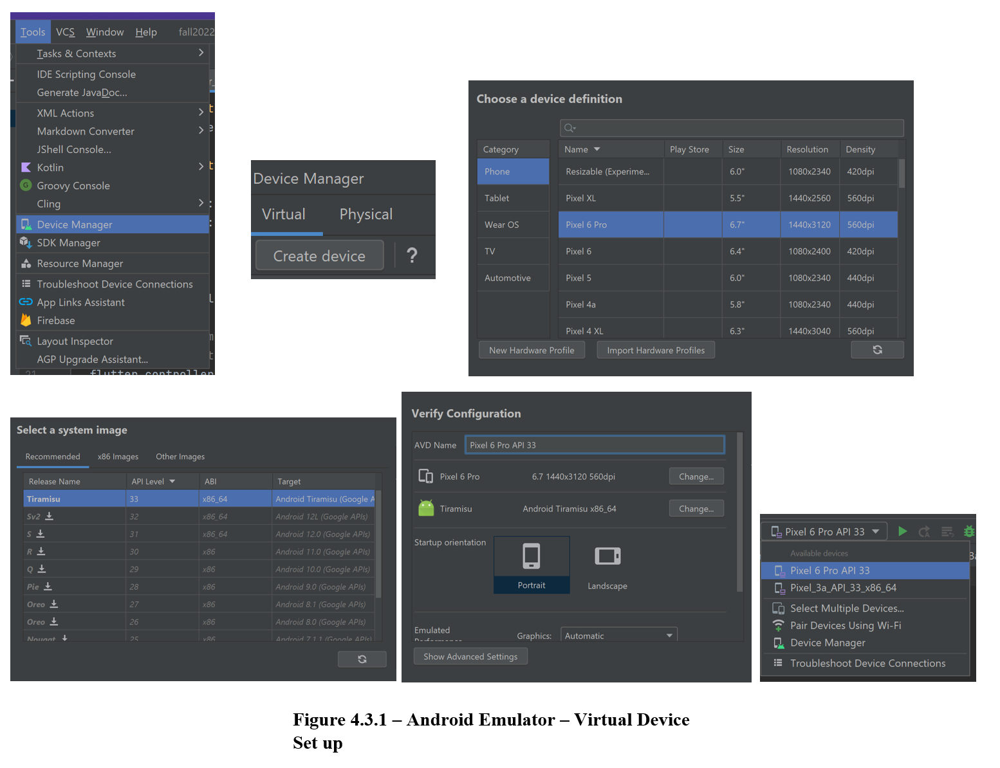 Tools VCS Window Help fall2022
Tasks & Contexts
IDE Scripting Console
Generate JavaDoc...
XML Actions
Markdown Converter
JShell Console...
Kotlin
G Groovy Console
Cling
Device Manager
SDK Manager
Resource Manager
Troubleshoot Device Connections
App Links Assistant
Firebase
Layout Inspector
AGP Upgrade Assistant...
21 flutter controller
Device Manager
Virtual Physical
Create device ?
Choose a device definition
Category Name Play Store Size Resolution Density
Phone Resizable (Experime... 6.0" 1080x2340 420dpi
Tablet Pixel XL 5.5" 1440x2560 560dpi
Wear OS Pixel 6 Pro 6.7" 1440x3120 560dpi
TV Pixel 6 6.4" 1080x2400 420dpi
Automotive Pixel 5 6.0" 1080x2340 440dpi
Pixel 4a 5.8" 1080x2340 440dpi
Pixel 4 XL 6.3" 1440x3040 560dpi
New Hardware Profile Import Hardware Profiles
Select a system image
Recommended x86 Images Other Images
Release Name API Level ABI Target
Tiramisu 33 x86_64 Android Tiramisu (Google A
Sv2 32 x86_64 Android 12L (Google APIs)
S 31 x86_64 Android 12.0 (Google APIs)
R 30 x86 Android 11.0 (Google APIs)
Q 29 x86 Android 10.0 (Google APIs)
Pie 28 x86 Android 9.0 (Google APIs)
Oreo 27 x86 Android 8.1 (Google APIs)
Oreo 26 x86 Android 8.0 (Google APIs)
Nougat 25 x86 Android 7.1.1 (Google APIs)
Verify Configuration
AVD Name Pixel 6 Pro API 33
Pixel 6 Pro 6.7 1440x3120 560dpi Change...
Tiramisu Android Tiramisu x86_64 Change...
Startup orientation
Portrait Landscape
Emulated
Performance Graphics: Automatic
Show Advanced Settings
Pixel 6 Pro API 33
Available devices
Pixel 6 Pro API 33
Pixel_3a_API_33_x86_64
Select Multiple Devices...
Pair Devices Using Wi-Fi
Device Manager
Troubleshoot Device Connections
Figure 4.3.1 – Android Emulator – Virtual Device
Set up